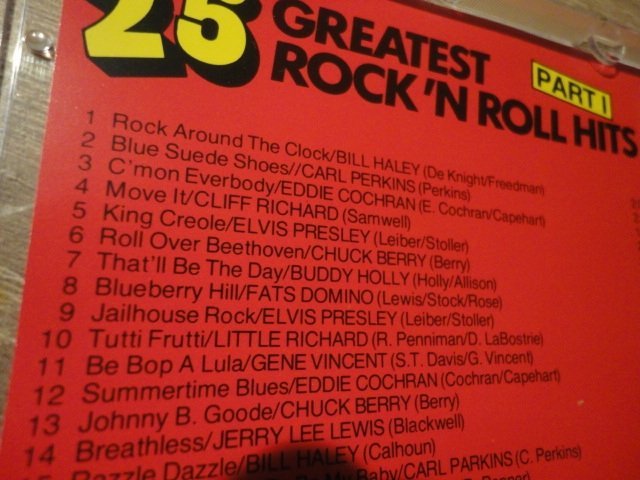 25 GREATEST
ROCK 'N ROLL HITS
PART I
1 Rock Around The Clock/BILL HALEY (De Knight/Freedman)
2 Blue Suede Shoes//CARL PERKINS (Perkins)
3 C'mon Everbody/EDDIE COCHRAN (E. Cochran/Capehart)
4 Move It/CLIFF RICHARD (Samwell)
5 King Creole/ELVIS PRESLEY (Leiber/Stoller)
6 Roll Over Beethoven/CHUCK BERRY (Berry)
7 That'll Be The Day/BUDDY HOLLY (Holly/Allison)
8 Blueberry Hill/FATS DOMINO (Lewis/Stock/Rose)
9 Jailhouse Rock/ELVIS PRESLEY (Leiber/Stoller)
10 Tutti Frutti/LITTLE RICHARD (R. Penniman/D. LaBostrie)
11 Be Bop A Lula/GENE VINCENT (S.T. Davis/G. Vincent)
12 Summertime Blues/EDDIE COCHRAN (Cochran/Capehart)
13 Johnny B. Goode/CHUCK BERRY (Berry)
14 Breathless/JERRY LEE LEWIS (Blackwell)
15 Razzle Dazzle/BILL HALEY (Calhoun)
My Baby/CARL PARKINS (C. Perkins)